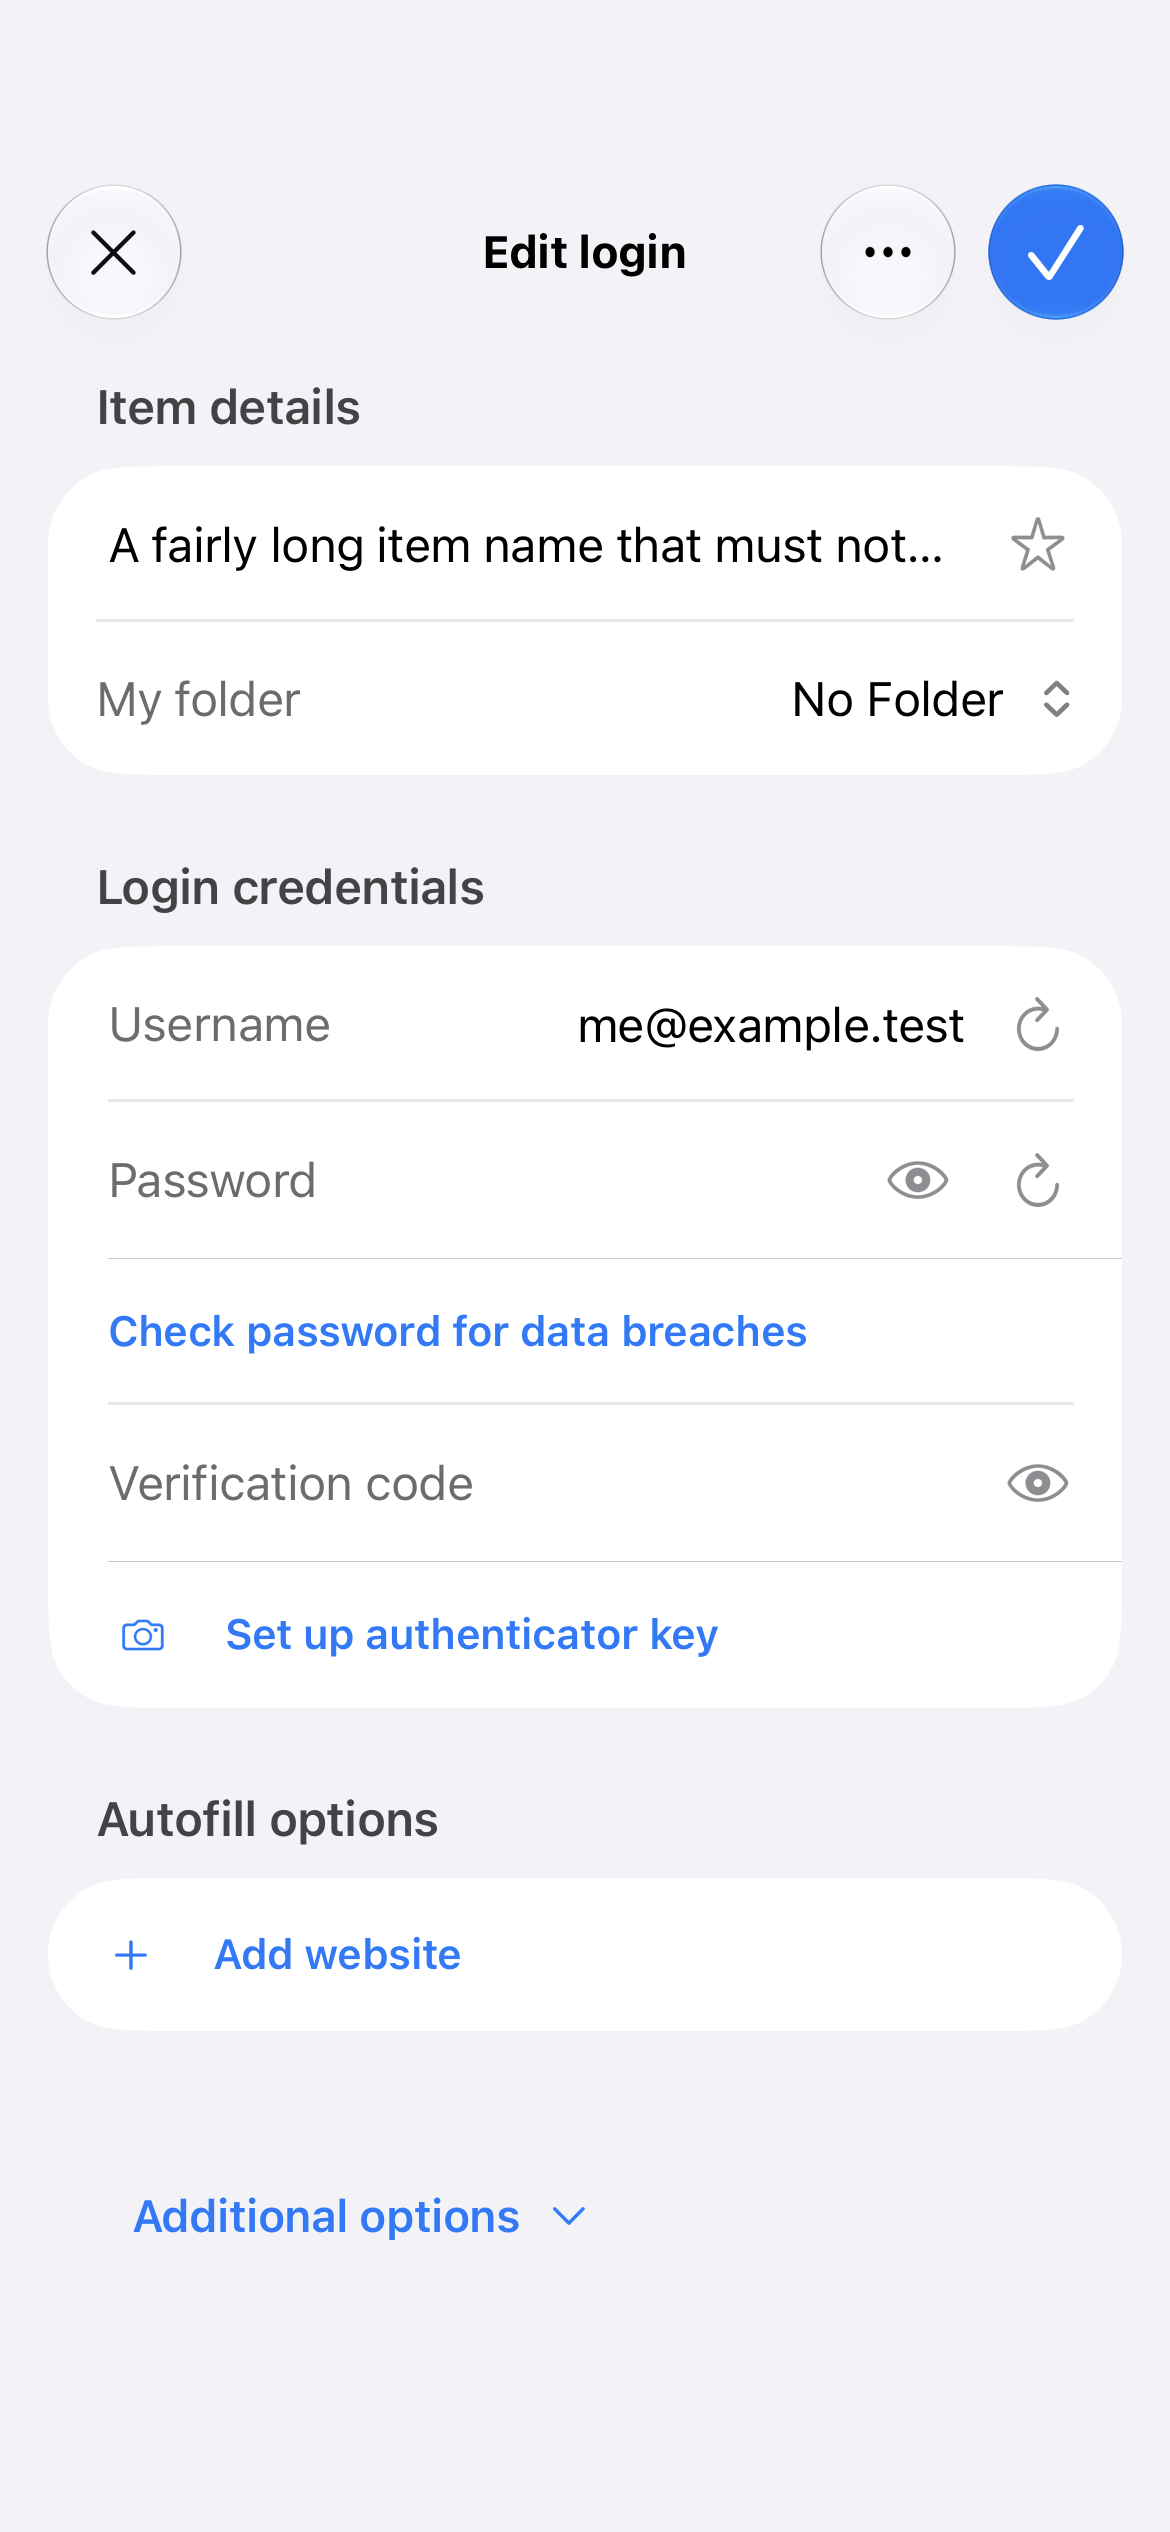 Edit login
Item details
A fairly long item name that must not...
My folder No Folder
Login credentials
Username me@example.test
Password
Check password for data breaches
Verification code
Set up authenticator key
Autofill options
Add website
Additional options